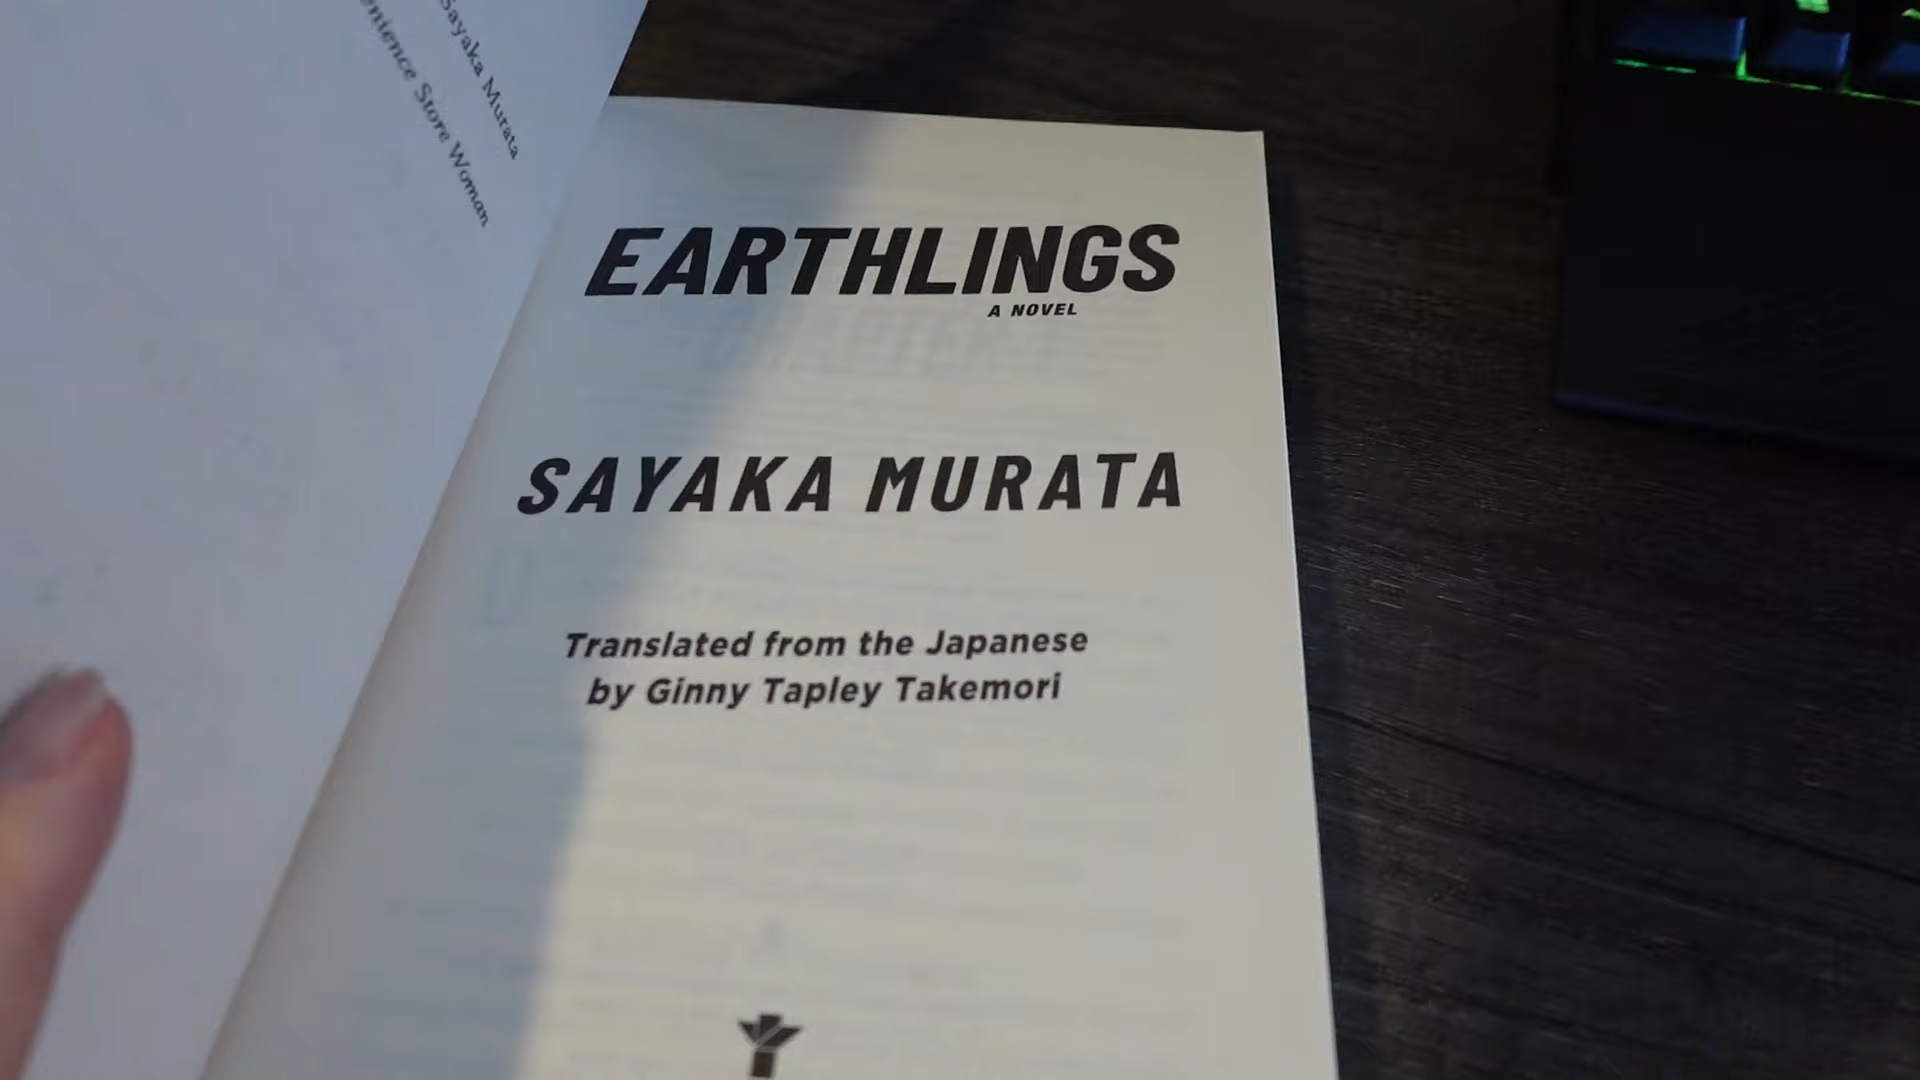 Sayaka Murata
Store Woman
EARTHLINGS
A NOVEL
SAYAKA MURATA
Translated from the Japanese
by Ginny Tapley Takemori